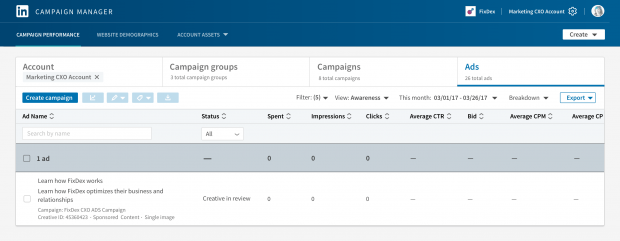 in CAMPAIGN MANAGER
FixDex
Marketing CXO Account
CAMPAIGN PERFORMANCE
WEBSITE DEMOGRAPHICS
ACCOUNT ASSETS
Create
Account
Marketing CXO Account ×
Campaign groups
3 total campaign groups
Campaigns
8 total campaigns
Ads
26 total ads
Create campaign
Filter: (5)
View: Awareness
This month: 03/01/17 - 03/26/17
Breakdown
Export
Ad Name Status Spent Impressions Clicks Average CTR Bid Average CPM Average CP
Search by name
All
1 ad — 0 0 0 — — — —
Learn how FixDex works
Learn how FixDex optimizes their business and
relationships
Creative in review 0 0 0 — — — —
Campaign: FixDex CXO ADS Campaign
Creative ID: 45360423 - Sponsored Content - Single image